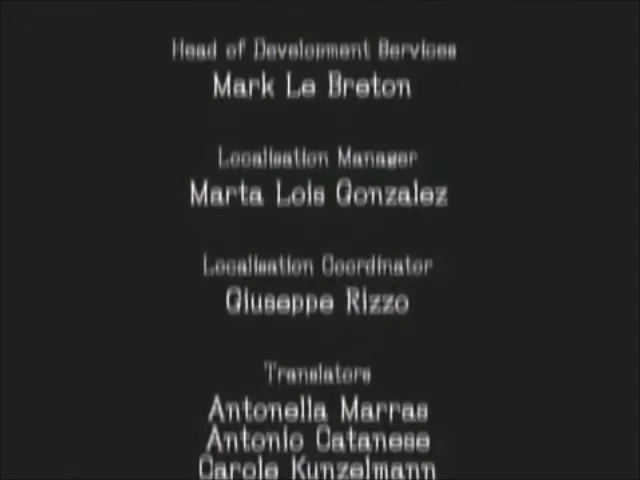 Head of Development Services
Mark Le Breton
Localisation Manager
Marta Lois Gonzalez
Localisation Coordinator
Giuseppe Rizzo
Translators
Antonella Marras
Antonio Catanese
Carole Kunzelmann